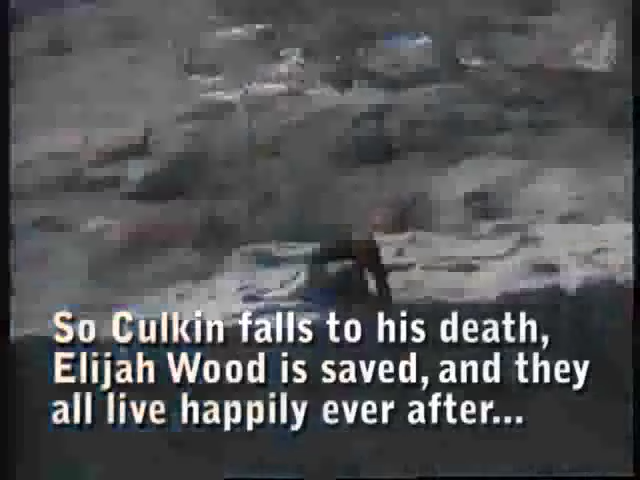 So Culkin falls to his death,
Elijah Wood is saved, and they
all live happily ever after...